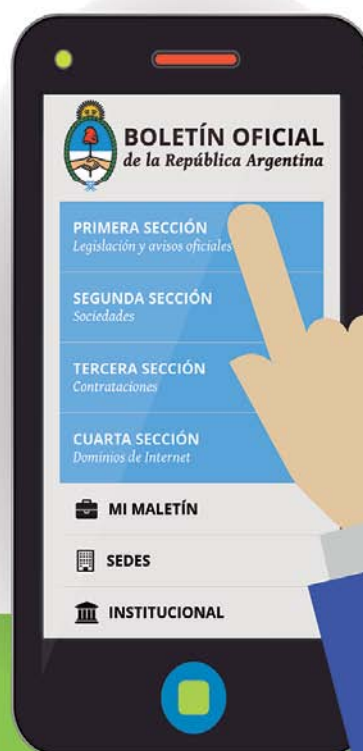 BOLETÍN OFICIAL
de la República Argentina
PRIMERA SECCIÓN
Legislación y avisos oficiales
SEGUNDA SECCIÓN
Sociedades
TERCERA SECCIÓN
Contrataciones
CUARTA SECCIÓN
Dominios de Internet
MI MALETÍN
SEDES
INSTITUCIONAL